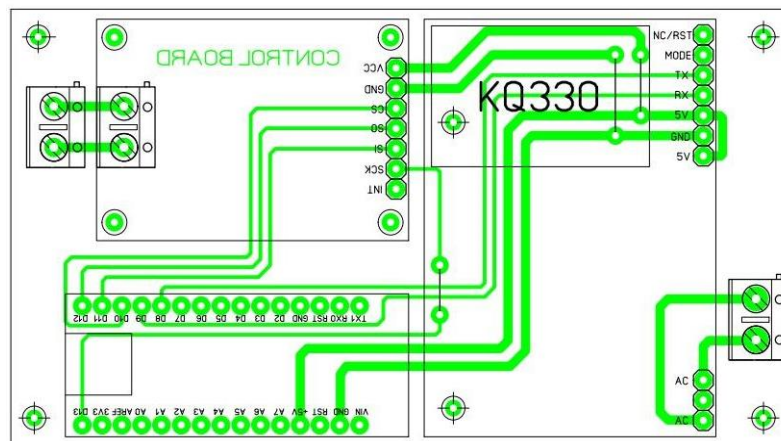 CONTROL BOARD
VCC
GND
CS
SO
SI
SCK
INT
KQ330
NC/RST
MODE
TX
RX
5V
GND
5V
D12 D11 D10 D9 D8 D7 D6 D5 D4 D3 D2 GND RST RX0 TX1
D13 3V3 AREF A0 A1 A2 A3 A4 A5 A6 A7 +5V RST GND VIN
AC
AC